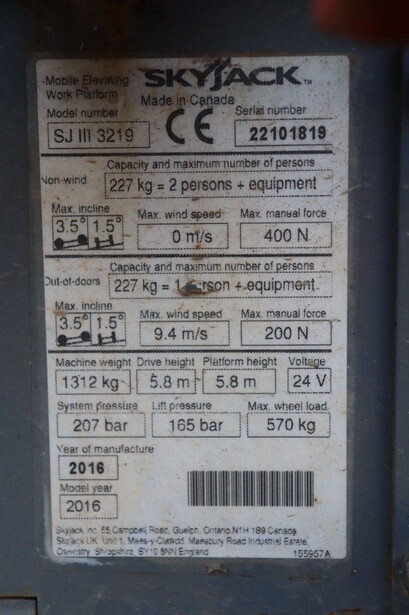 Mobile Elevating
Work Platform
SKYJACK™
Made in Canada
Model number
SJ III 3219
CE
Serial number
22101819
Capacity and maximum number of persons
Non-wind
227 kg = 2 persons + equipment
Max. incline
Max. wind speed
Max. manual force
3.5° 1.5°
0 m/s
400 N
Capacity and maximum number of persons
Out-of-doors
227 kg = 1 person + equipment
Max. incline
Max. wind speed
Max. manual force
3.5° 1.5°
9.4 m/s
200 N
Machine weight
Drive height
Platform height
Voltage
1312 kg
5.8 m
5.8 m
24 V
System pressure
Lift pressure
Max. wheel load
207 bar
165 bar
570 kg
Year of manufacture
2016
Model year
2016
Skyjack Inc. 55 Campbell Road, Guelph, Ontario N1H 1B9 Canada
Skyjack UK Unit 1, Maes-y-Clawdd, Maesbury Road Industrial Estate,
Oswestry, Shropshire, SY10 8NN England
155957A